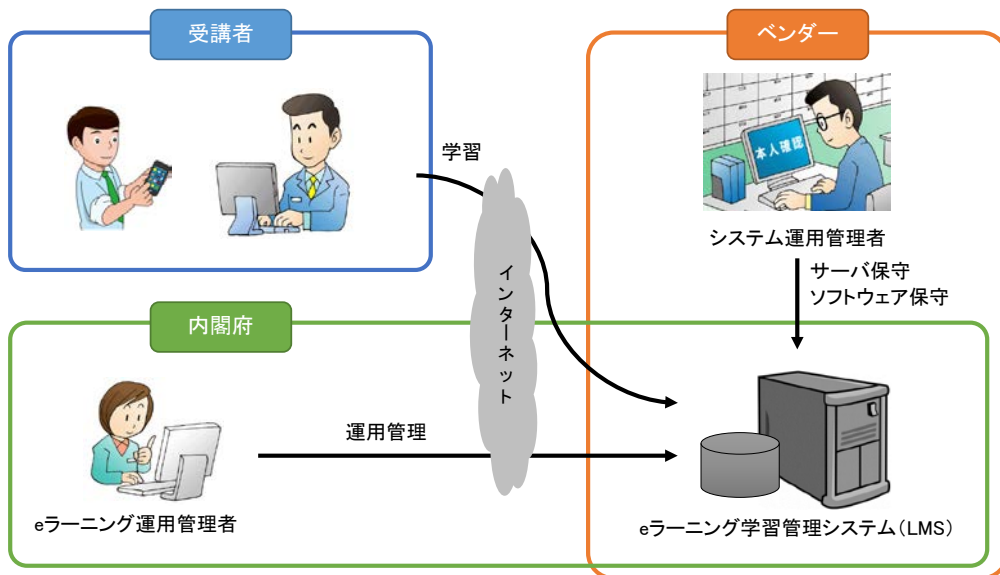 受講者
ベンダー
学習
本人確認
システム運用管理者
サーバ保守
ソフトウェア保守
インターネット
内閣府
運用管理
eラーニング運用管理者
eラーニング学習管理システム(LMS)